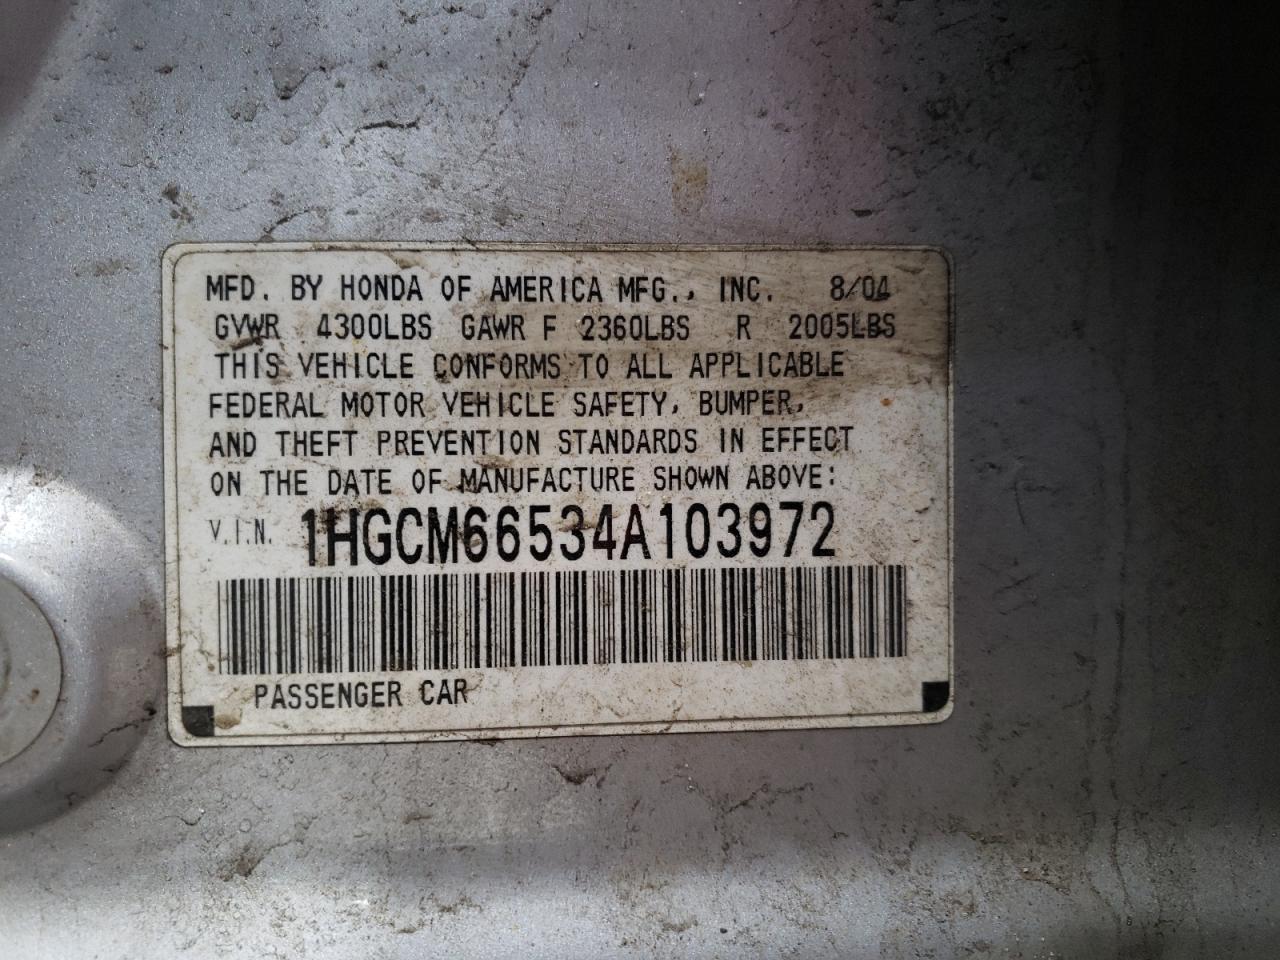 MFD. BY HONDA OF AMERICA MFG., INC. 8/04
GVWR 4300LBS GAWR F 2360LBS R 2005LBS
THIS VEHICLE CONFORMS TO ALL APPLICABLE
FEDERAL MOTOR VEHICLE SAFETY, BUMPER,
AND THEFT PREVENTION STANDARDS IN EFFECT
ON THE DATE OF MANUFACTURE SHOWN ABOVE:
V.I.N. 1HGCM66534A103972
PASSENGER CAR